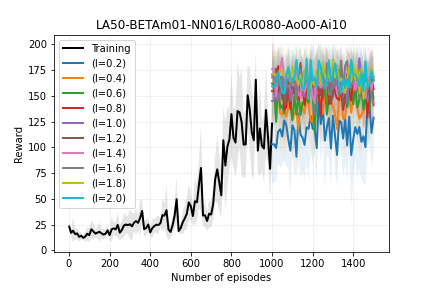 LA50-BETAm01-NN016/LR0080-Ao00-Ai10
200
175
150
125
100
75
50
25
0
Reward
Training
(l=0.2)
(l=0.4)
(l=0.6)
(l=0.8)
(l=1.0)
(l=1.2)
(l=1.4)
(l=1.6)
(l=1.8)
(l=2.0)
0 200 400 600 800 1000 1200 1400
Number of episodes